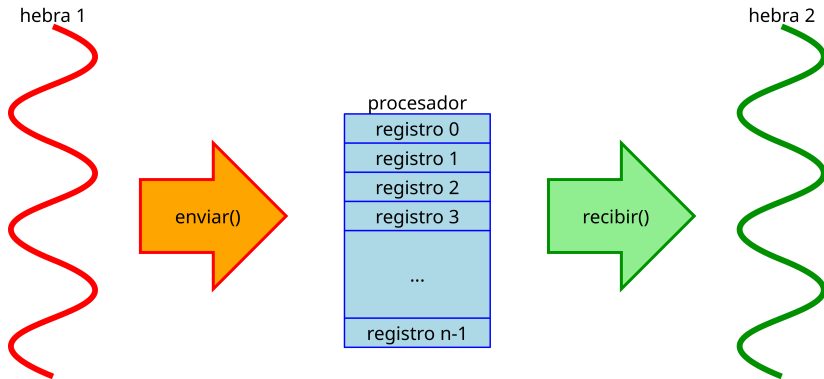 hebra 1
hebra 2
procesador
registro 0
registro 1
registro 2
registro 3
enviar()
recibir()
...
registro n-1